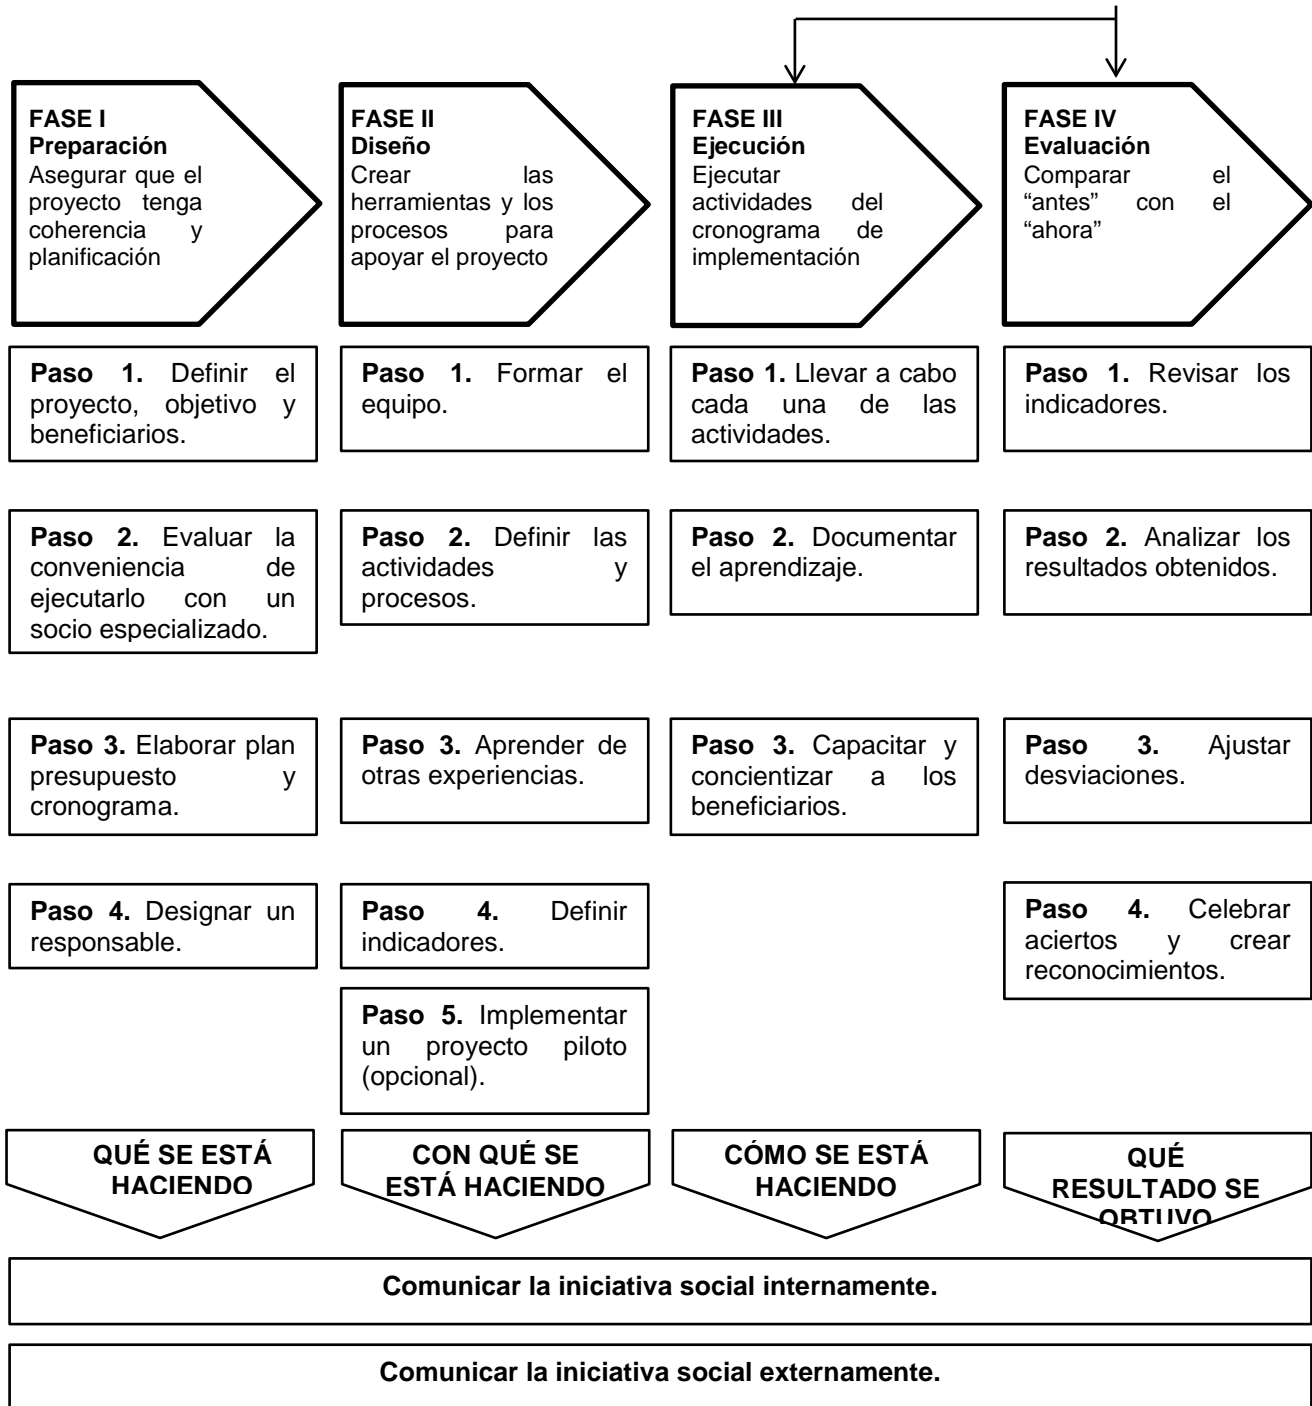 FASE I
Preparación
Asegurar que el
proyecto tenga
coherencia y
planificación
FASE II
Diseño
Crear las
herramientas y los
procesos para
apoyar el proyecto
FASE III
Ejecución
Ejecutar
actividades del
cronograma de
implementación
FASE IV
Evaluación
Comparar el
“antes” con el
“ahora”
Paso 1. Definir el
proyecto, objetivo y
beneficiarios.
Paso 1. Formar el
equipo.
Paso 1. Llevar a cabo
cada una de las
actividades.
Paso 1. Revisar los
indicadores.
Paso 2. Evaluar la
conveniencia de
ejecutarlo con un
socio especializado.
Paso 2. Definir las
actividades y
procesos.
Paso 2. Documentar
el aprendizaje.
Paso 2. Analizar los
resultados obtenidos.
Paso 3. Elaborar plan
presupuesto y
cronograma.
Paso 3. Aprender de
otras experiencias.
Paso 3. Capacitar y
concientizar a los
beneficiarios.
Paso 3. Ajustar
desviaciones.
Paso 4. Designar un
responsable.
Paso 4. Definir
indicadores.
Paso 4. Celebrar
aciertos y crear
reconocimientos.
Paso 5. Implementar
un proyecto piloto
(opcional).
QUÉ SE ESTÁ
HACIENDO
CON QUÉ SE
ESTÁ HACIENDO
CÓMO SE ESTÁ
HACIENDO
QUÉ
RESULTADO SE
OBTUVO
Comunicar la iniciativa social internamente.
Comunicar la iniciativa social externamente.